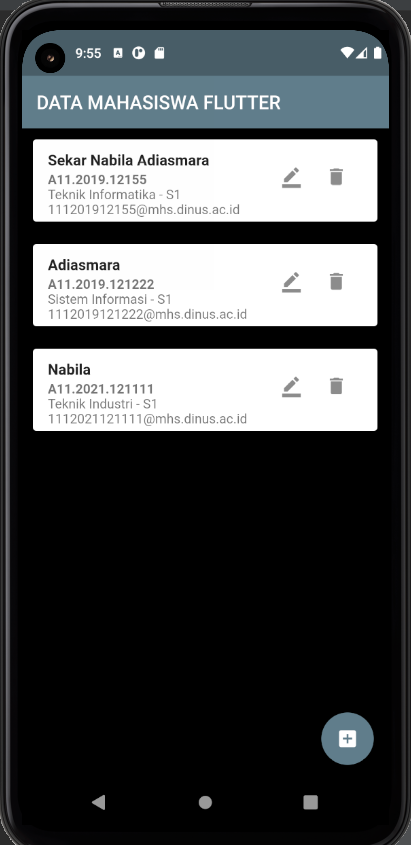 9:55
DATA MAHASISWA FLUTTER
Sekar Nabila Adiasmara
A11.2019.12155
Teknik Informatika - S1
111201912155@mhs.dinus.ac.id
Adiasmara
A11.2019.121222
Sistem Informasi - S1
1112019121222@mhs.dinus.ac.id
Nabila
A11.2021.121111
Teknik Industri - S1
1112021121111@mhs.dinus.ac.id